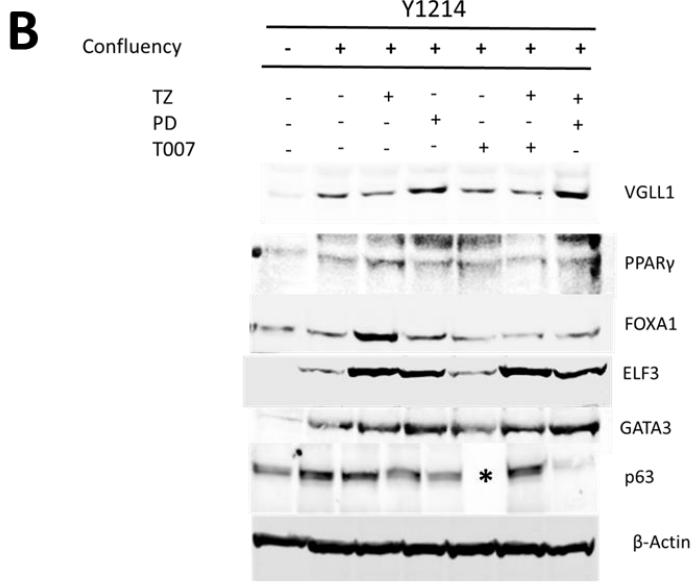 B
Y1214
Confluency - + + + + + +
TZ - - + - - + +
PD - - - + - - +
T007 - - - - + + -
VGLL1
PPARγ
FOXA1
ELF3
GATA3
p63
*
β-Actin